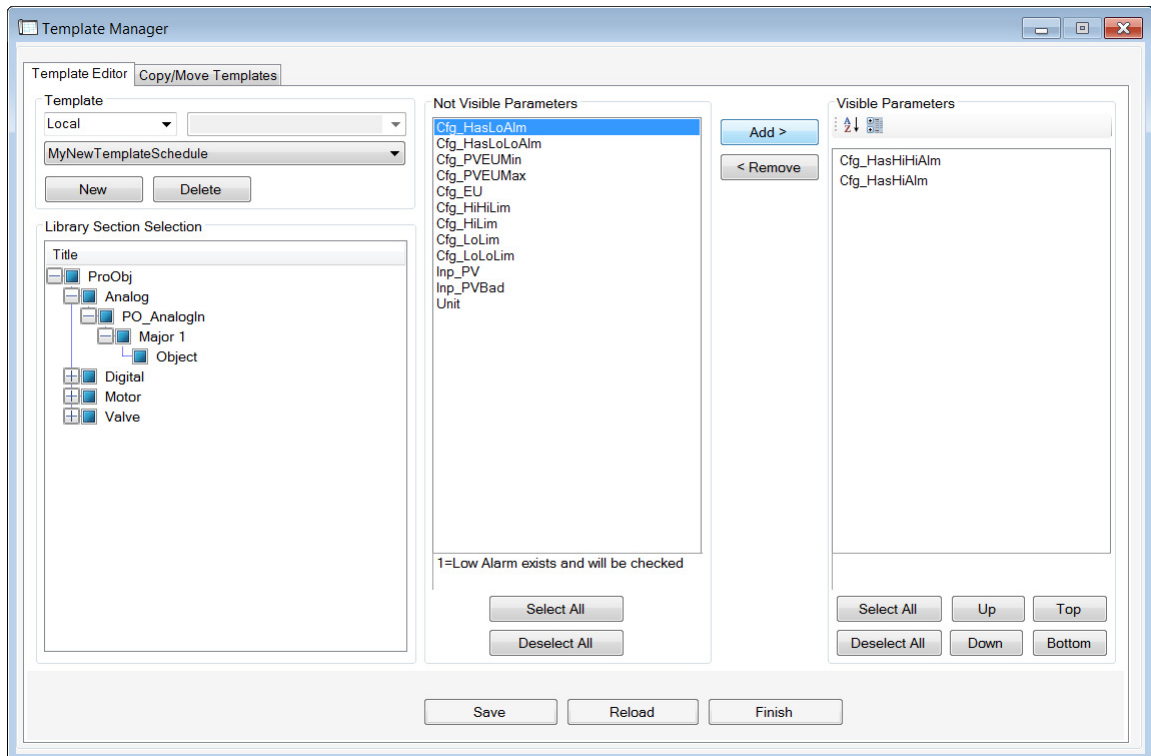 Template Manager
Template Editor
Copy/Move Templates
Template
Local
MyNewTemplateSchedule
New
Delete
Library Section Selection
Title
ProObj
Analog
PO_AnalogIn
Major 1
Object
Digital
Motor
Valve
Not Visible Parameters
Cfg_HasLoAlm
Cfg_HasLoLoAlm
Cfg_PVEUMin
Cfg_PVEUMax
Cfg_EU
Cfg_HiHiLim
Cfg_HiLim
Cfg_LoLim
Cfg_LoLoLim
Inp_PV
Inp_PVBad
Unit
1=Low Alarm exists and will be checked
Select All
Deselect All
Add >
< Remove
Visible Parameters
A
Z
Cfg_HasHiHiAlm
Cfg_HasHiAlm
Select All
Up
Top
Deselect All
Down
Bottom
Save
Reload
Finish